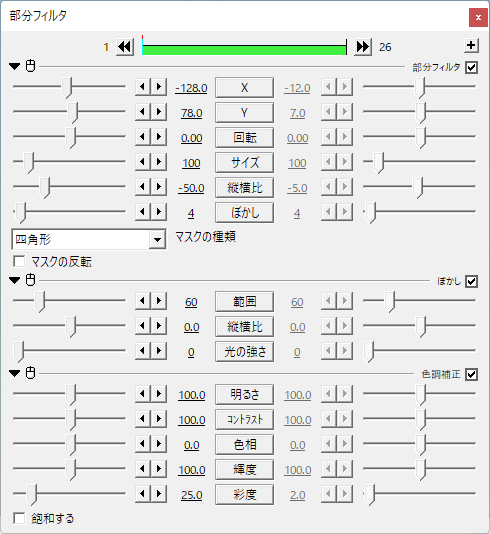 部分フィルタ
1 26
部分フィルタ
-128.0 X -12.0
78.0 Y 7.0
0.00 回転 0.00
100 サイズ 100
-50.0 縦横比 -5.0
4 ぼかし 4
四角形 マスクの種類
マスクの反転
ぼかし
60 範囲 60
0.0 縦横比 0.0
0 光の強さ 0
色調補正
100.0 明るさ 100.0
100.0 コントラスト 100.0
0.0 色相 0.0
100.0 輝度 100.0
25.0 彩度 2.0
飽和する